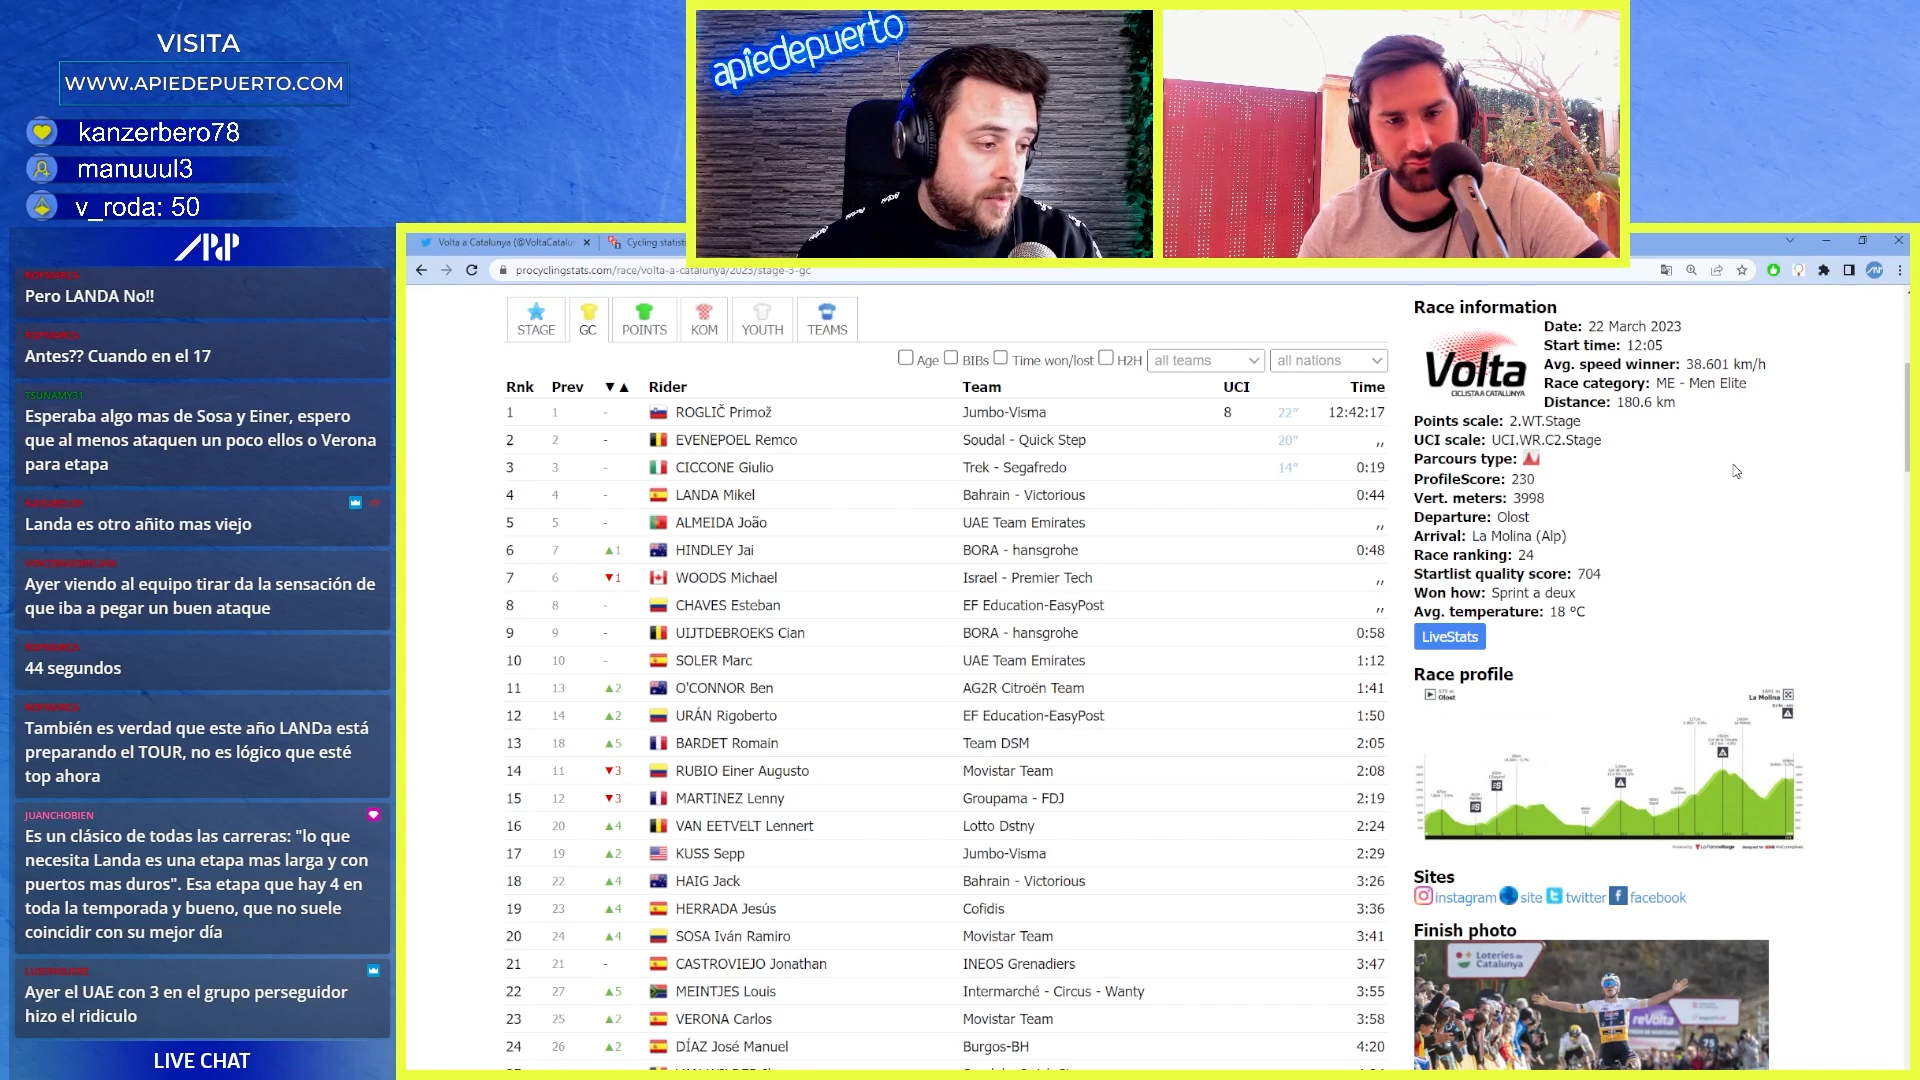 VISITA
WWW.APIEDEPUERTO.COM
kanzerbero78
manuuul3
v_roda: 50
Pero LANDA No!!
Antes?? Cuando en el 17
TSUNAMY31
Esperaba algo mas de Sosa y Einer, espero
que al menos ataquen un poco ellos o Verona
para etapa
Landa es otro añito mas viejo
Ayer viendo al equipo tirar da la sensación de
que iba a pegar un buen ataque
44 segundos
También es verdad que este año LANDa está
preparando el TOUR, no es lógico que esté
top ahora
JUANCHOBIEN
Es un clásico de todas las carreras: "lo que
necesita Landa es una etapa mas larga y con
puertos mas duros". Esa etapa que hay 4 en
toda la temporada y bueno, que no suele
coincidir con su mejor día
Ayer el UAE con 3 en el grupo perseguidor
hizo el ridiculo
LIVE CHAT
apiedepuerto
Volta a Catalunya (@VoltaCatalu
Cycling statisti
procyclingstats.com/race/volta-a-catalunya/2023/stage-3-gc
STAGE GC POINTS KOM YOUTH TEAMS
Age BIBs Time won/lost H2H all teams all nations
Rnk Prev ▼▲ Rider Team UCI Time
1 1 - ROGLIČ Primož Jumbo-Visma 8 22″ 12:42:17
2 2 - EVENEPOEL Remco Soudal - Quick Step 20″ ,,
3 3 - CICCONE Giulio Trek - Segafredo 14″ 0:19
4 4 - LANDA Mikel Bahrain - Victorious 0:44
5 5 - ALMEIDA João UAE Team Emirates ,,
6 7 ▲1 HINDLEY Jai BORA - hansgrohe 0:48
7 6 ▼1 WOODS Michael Israel - Premier Tech ,,
8 8 - CHAVES Esteban EF Education-EasyPost ,,
9 9 - UIJTDEBROEKS Cian BORA - hansgrohe 0:58
10 10 - SOLER Marc UAE Team Emirates 1:12
11 13 ▲2 O'CONNOR Ben AG2R Citroën Team 1:41
12 14 ▲2 URÁN Rigoberto EF Education-EasyPost 1:50
13 18 ▲5 BARDET Romain Team DSM 2:05
14 11 ▼3 RUBIO Einer Augusto Movistar Team 2:08
15 12 ▼3 MARTINEZ Lenny Groupama - FDJ 2:19
16 20 ▲4 VAN EETVELT Lennert Lotto Dstny 2:24
17 19 ▲2 KUSS Sepp Jumbo-Visma 2:29
18 22 ▲4 HAIG Jack Bahrain - Victorious 3:26
19 23 ▲4 HERRADA Jesús Cofidis 3:36
20 24 ▲4 SOSA Iván Ramiro Movistar Team 3:41
21 21 - CASTROVIEJO Jonathan INEOS Grenadiers 3:47
22 27 ▲5 MEINTJES Louis Intermarché - Circus - Wanty 3:55
23 25 ▲2 VERONA Carlos Movistar Team 3:58
24 26 ▲2 DÍAZ José Manuel Burgos-BH 4:20
Race information
Volta
CICLISTA A CATALUNYA
Date: 22 March 2023
Start time: 12:05
Avg. speed winner: 38.601 km/h
Race category: ME - Men Elite
Distance: 180.6 km
Points scale: 2.WT.Stage
UCI scale: UCI.WR.C2.Stage
Parcours type:
ProfileScore: 230
Vert. meters: 3998
Departure: Olost
Arrival: La Molina (Alp)
Race ranking: 24
Startlist quality score: 704
Won how: Sprint a deux
Avg. temperature: 18 °C
LiveStats
Race profile
Olost
La Molina
Sites
instagram site twitter facebook
Finish photo
Loteries de
Catalunya
reVolta